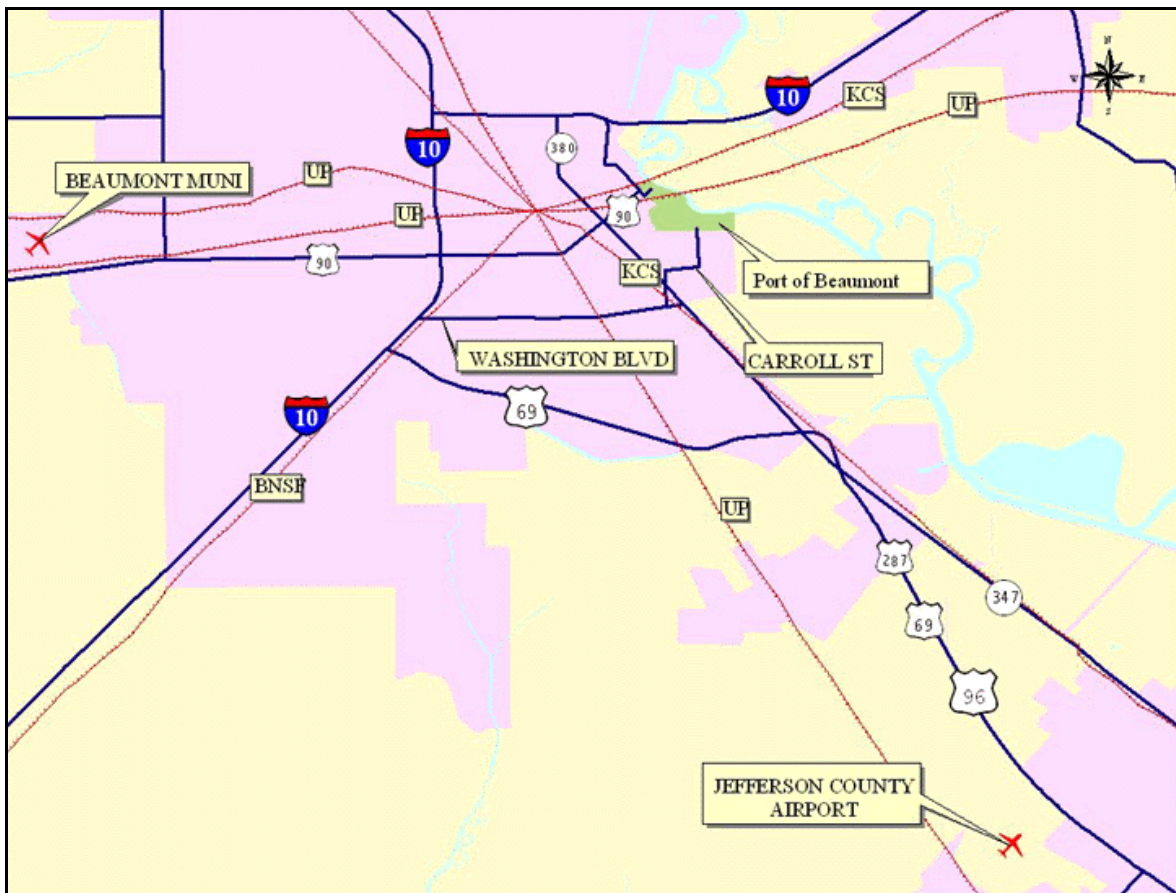 N
W
E
S
10
KCS
UP
10
380
UP
BEAUMONT MUNI
UP
90
90
KCS
Port of Beaumont
WASHINGTON BLVD
CARROLL ST
69
10
BNSF
UP
287
347
69
96
JEFFERSON COUNTY
AIRPORT